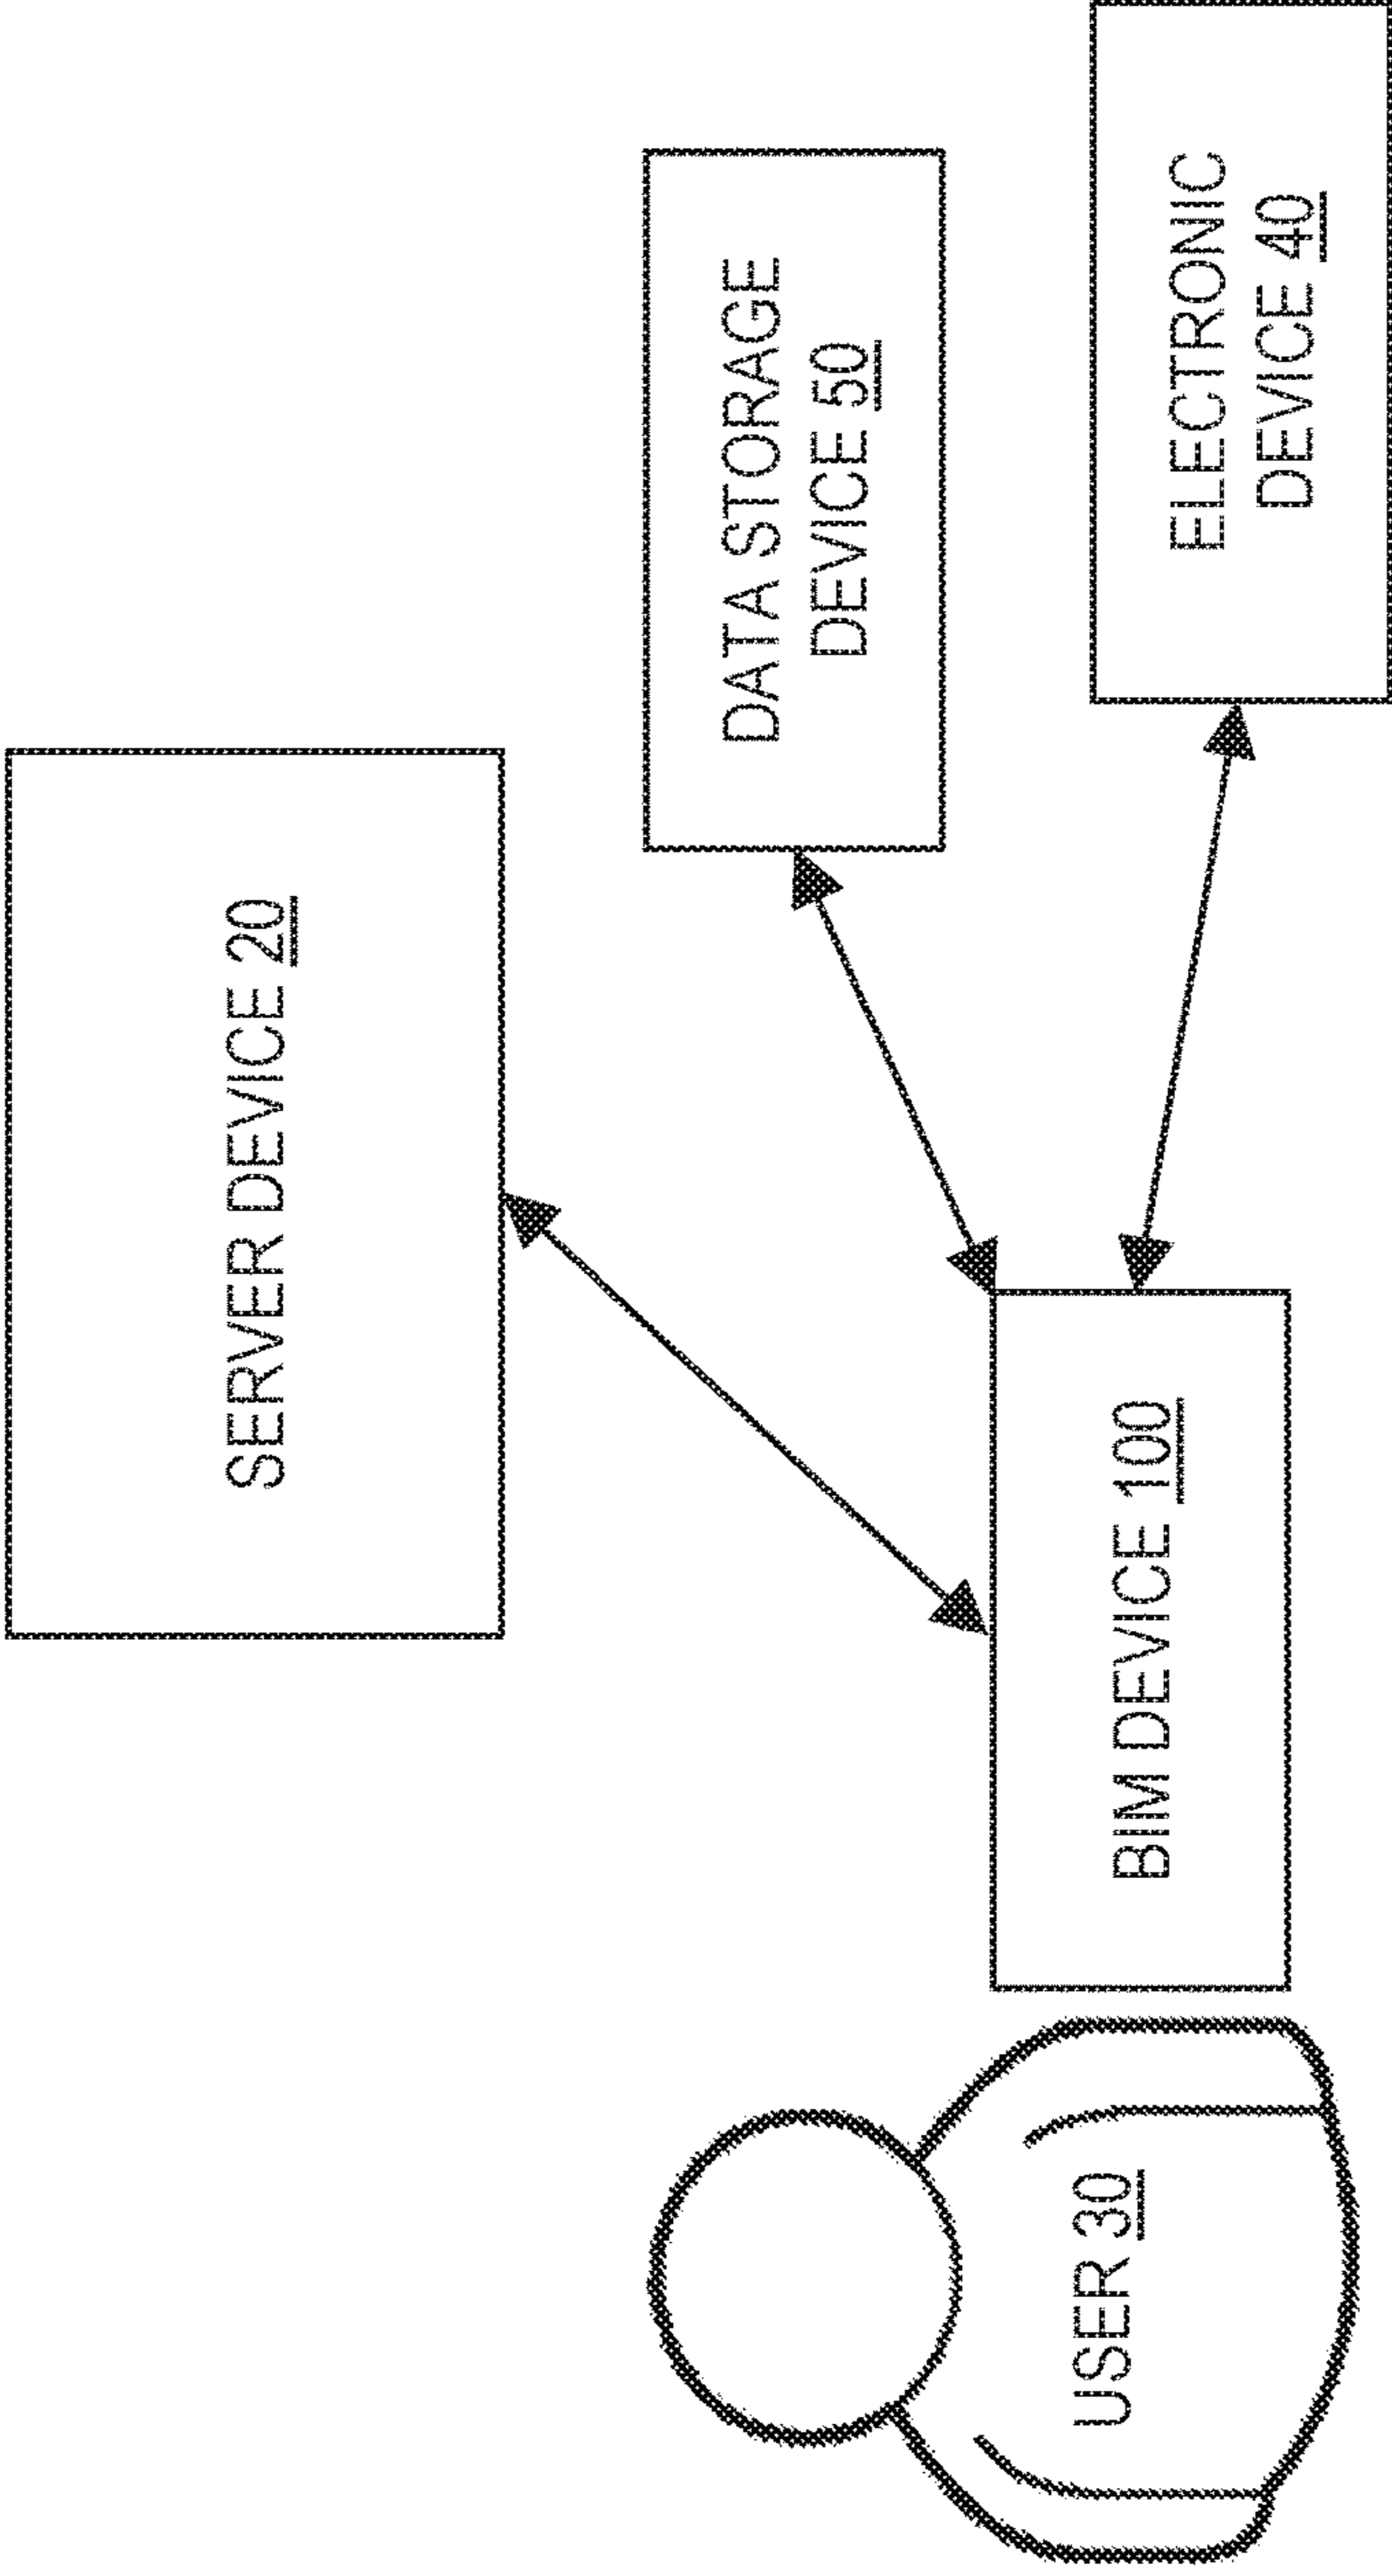 SERVER DEVICE 20
DATA STORAGE
DEVICE 50
USER 30
BIM DEVICE 100
ELECTRONIC
DEVICE 40